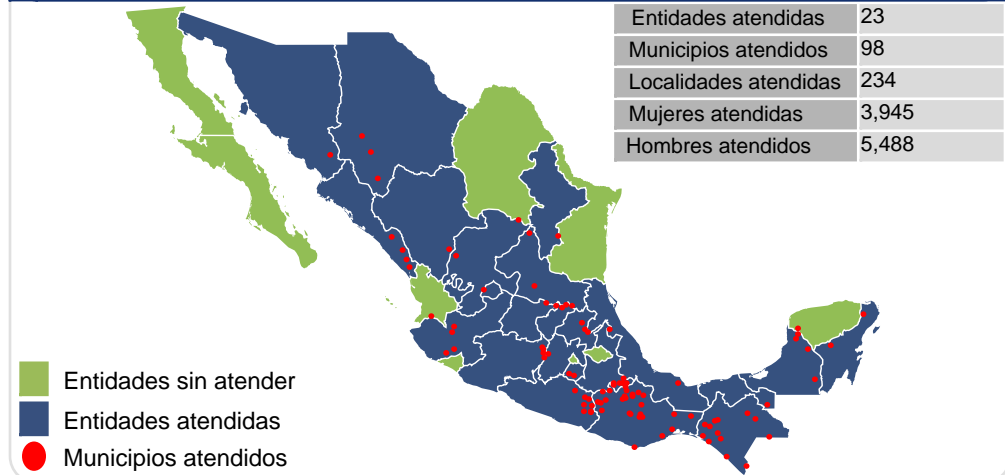 Entidades atendidas 23
Municipios atendidos 98
Localidades atendidas 234
Mujeres atendidas 3,945
Hombres atendidos 5,488
Entidades sin atender
Entidades atendidas
Municipios atendidos